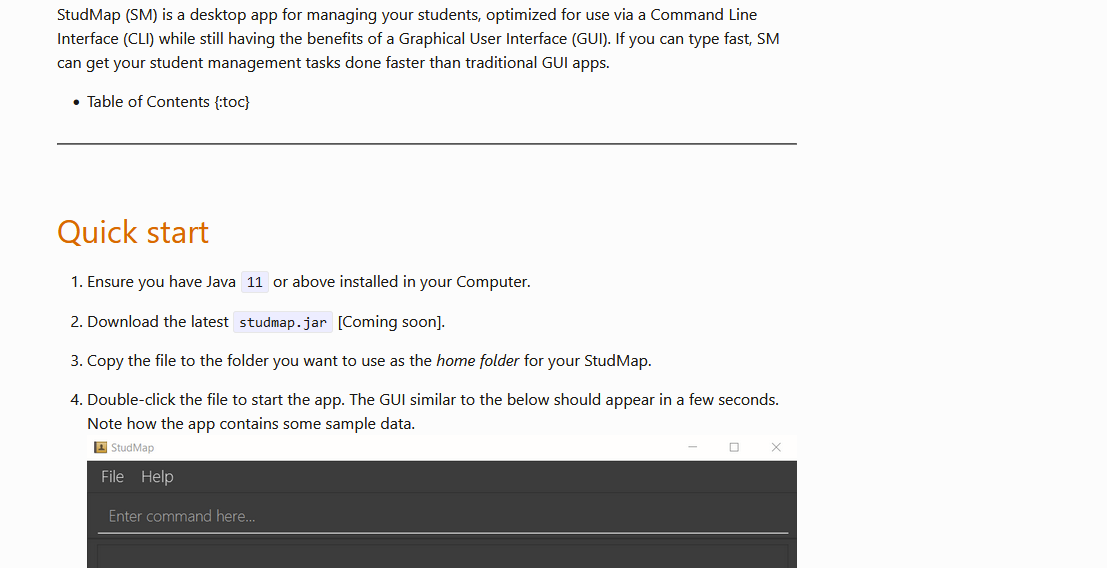 StudMap (SM) is a desktop app for managing your students, optimized for use via a Command Line
Interface (CLI) while still having the benefits of a Graphical User Interface (GUI). If you can type fast, SM
can get your student management tasks done faster than traditional GUI apps.
• Table of Contents {:toc}
Quick start
1. Ensure you have Java 11 or above installed in your Computer.
2. Download the latest studmap.jar [Coming soon].
3. Copy the file to the folder you want to use as the home folder for your StudMap.
4. Double-click the file to start the app. The GUI similar to the below should appear in a few seconds.
Note how the app contains some sample data.
StudMap
File Help
Enter command here...